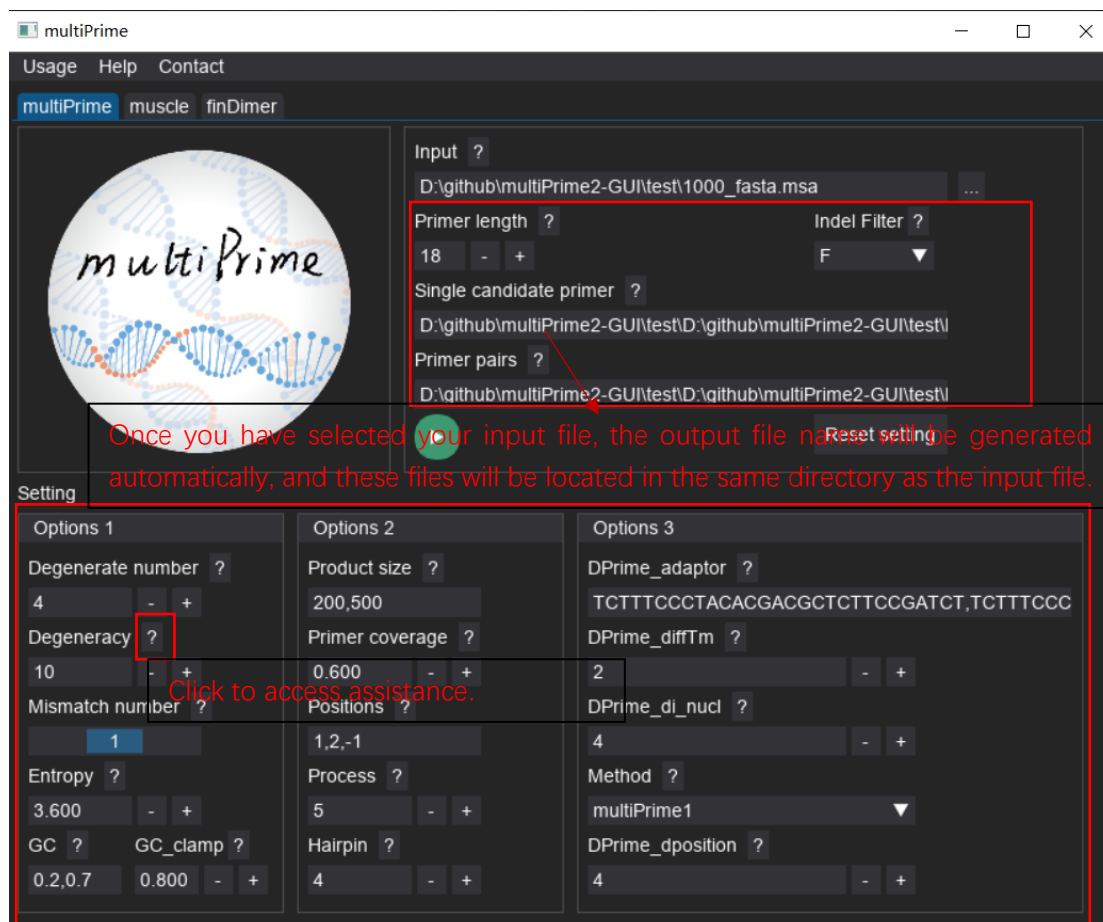 multiPrime
Usage Help Contact
multiPrime muscle finDimer
multiPrime
Input ?
D:\github\multiPrime2-GUI\test\1000_fasta.msa ...
Primer length ? Indel Filter ?
18 - + F
Single candidate primer ?
D:\github\multiPrime2-GUI\test\D:\github\multiPrime2-GUI\test\
Primer pairs ?
D:\github\multiPrime2-GUI\test\D:\github\multiPrime2-GUI\test\
Reset setting
Once you have selected your input file, the output file name will be generated
automatically, and these files will be located in the same directory as the input file.
Setting
Options 1 Options 2 Options 3
Degenerate number ? Product size ? DPrime_adaptor ?
4 - + 200,500 TCTTTCCCTACACGACGCTCTTCCGATCT,TCTTTCCC
Degeneracy ? Primer coverage ? DPrime_diffTm ?
10 - + 0.600 - + 2 - +
Click to access assistance.
Mismatch number ? Positions ? DPrime_di_nucl ?
1 1,2,-1 4 - +
Entropy ? Process ? Method ?
3.600 - + 5 - + multiPrime1
GC ? GC_clamp ? Hairpin ? DPrime_dposition ?
0.2,0.7 0.800 - + 4 - + 4 - +